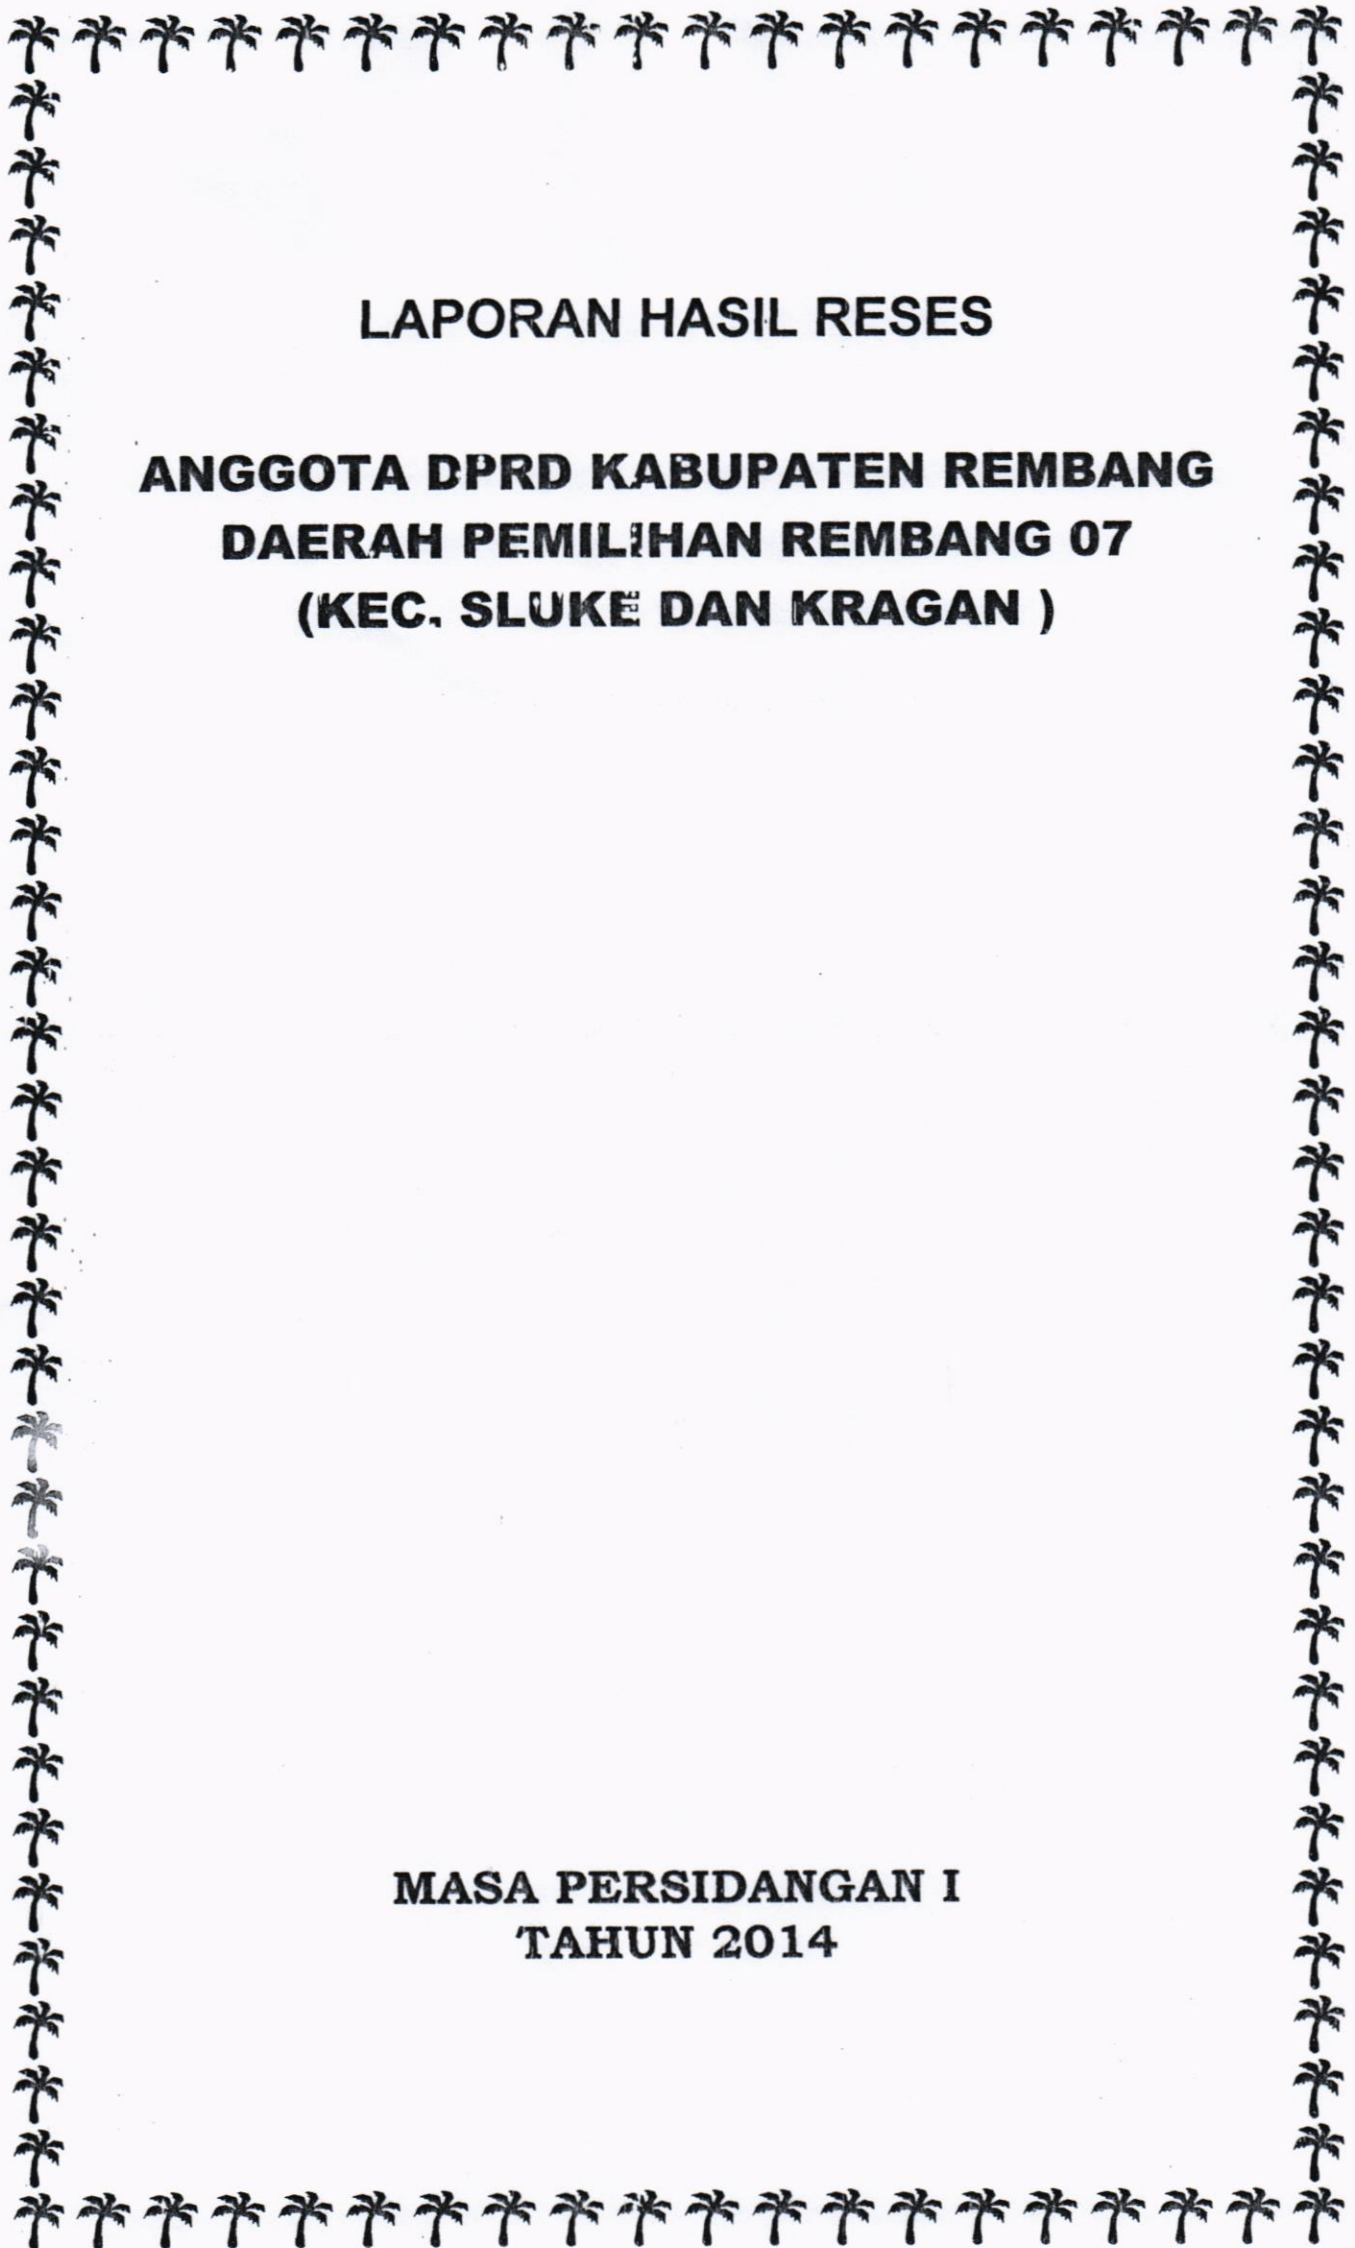 LAPORAN HASIL RESES
ANGGOTA DPRD KABUPATEN REMBANG
DAERAH PEMILIHAN REMBANG 07
(KEC. SLUKE DAN KRAGAN )
MASA PERSIDANGAN I
TAHUN 2014